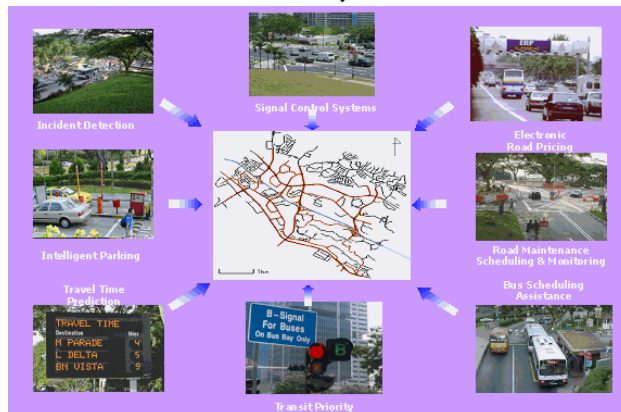 Signal Control Systems
Incident Detection
ERP
Electronic
Road Pricing
Intelligent Parking
1km
Road Maintenance
Scheduling & Monitoring
Travel Time
Prediction
Bus Scheduling
Assistance
TRAVEL TIME
Destination Mins
M PARADE 4
L DELTA 5
BN VISTA 9
B-Signal
For Buses
On Bus Bay Only
B
Transit Priority